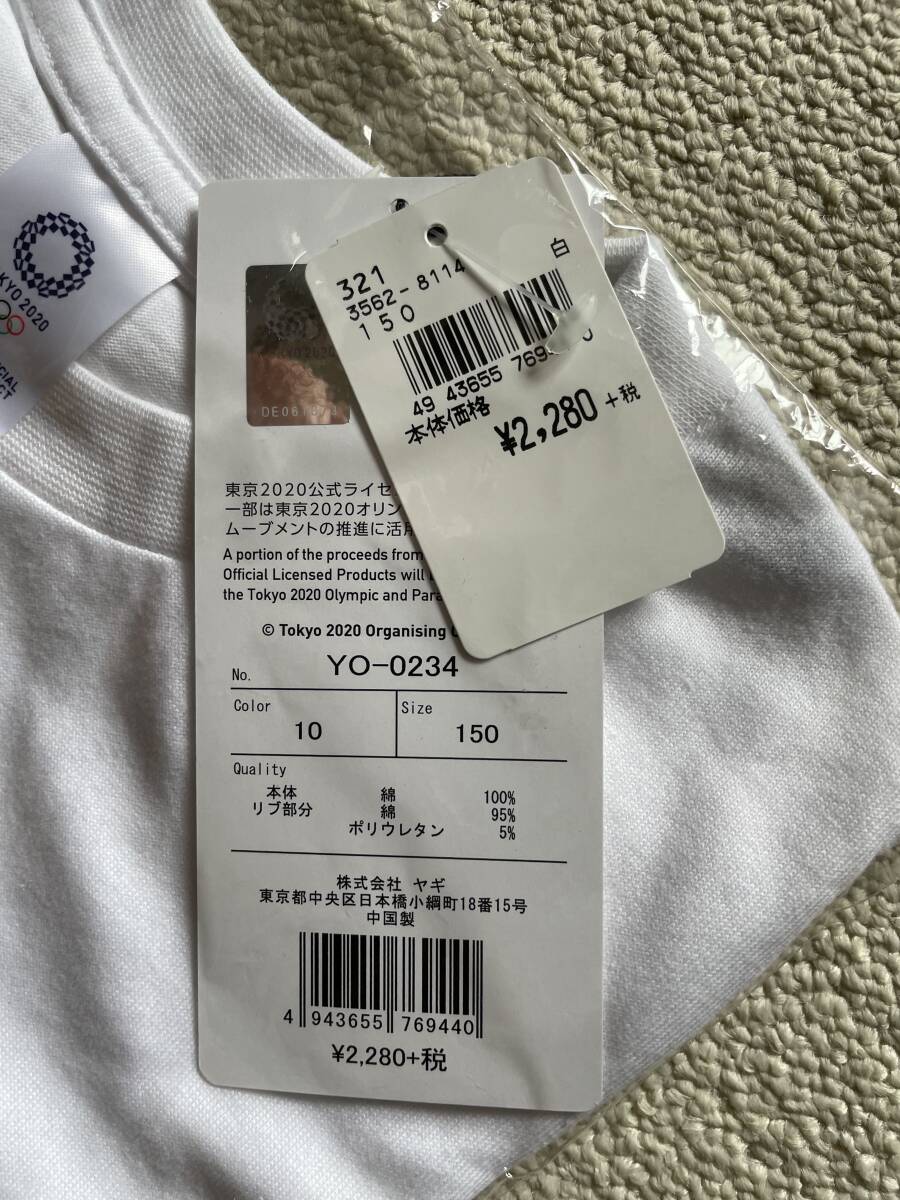 2020
321
3562-8114
白
150
49 43655
本体価格
¥2,280 +税
東京2020公式ライセ
一部は東京2020オリン
ムーブメントの推進に活用
A portion of the proceeds from
Official Licensed Products will
the Tokyo 2020 Olympic and Para
© Tokyo 2020 Organising
No. YO-0234
Color Size
10 150
Quality
本体 綿 100%
リブ部分 綿 95%
ポリウレタン 5%
株式会社 ヤギ
東京都中央区日本橋小網町18番15号
中国製
4 943655 769440
¥2,280+税